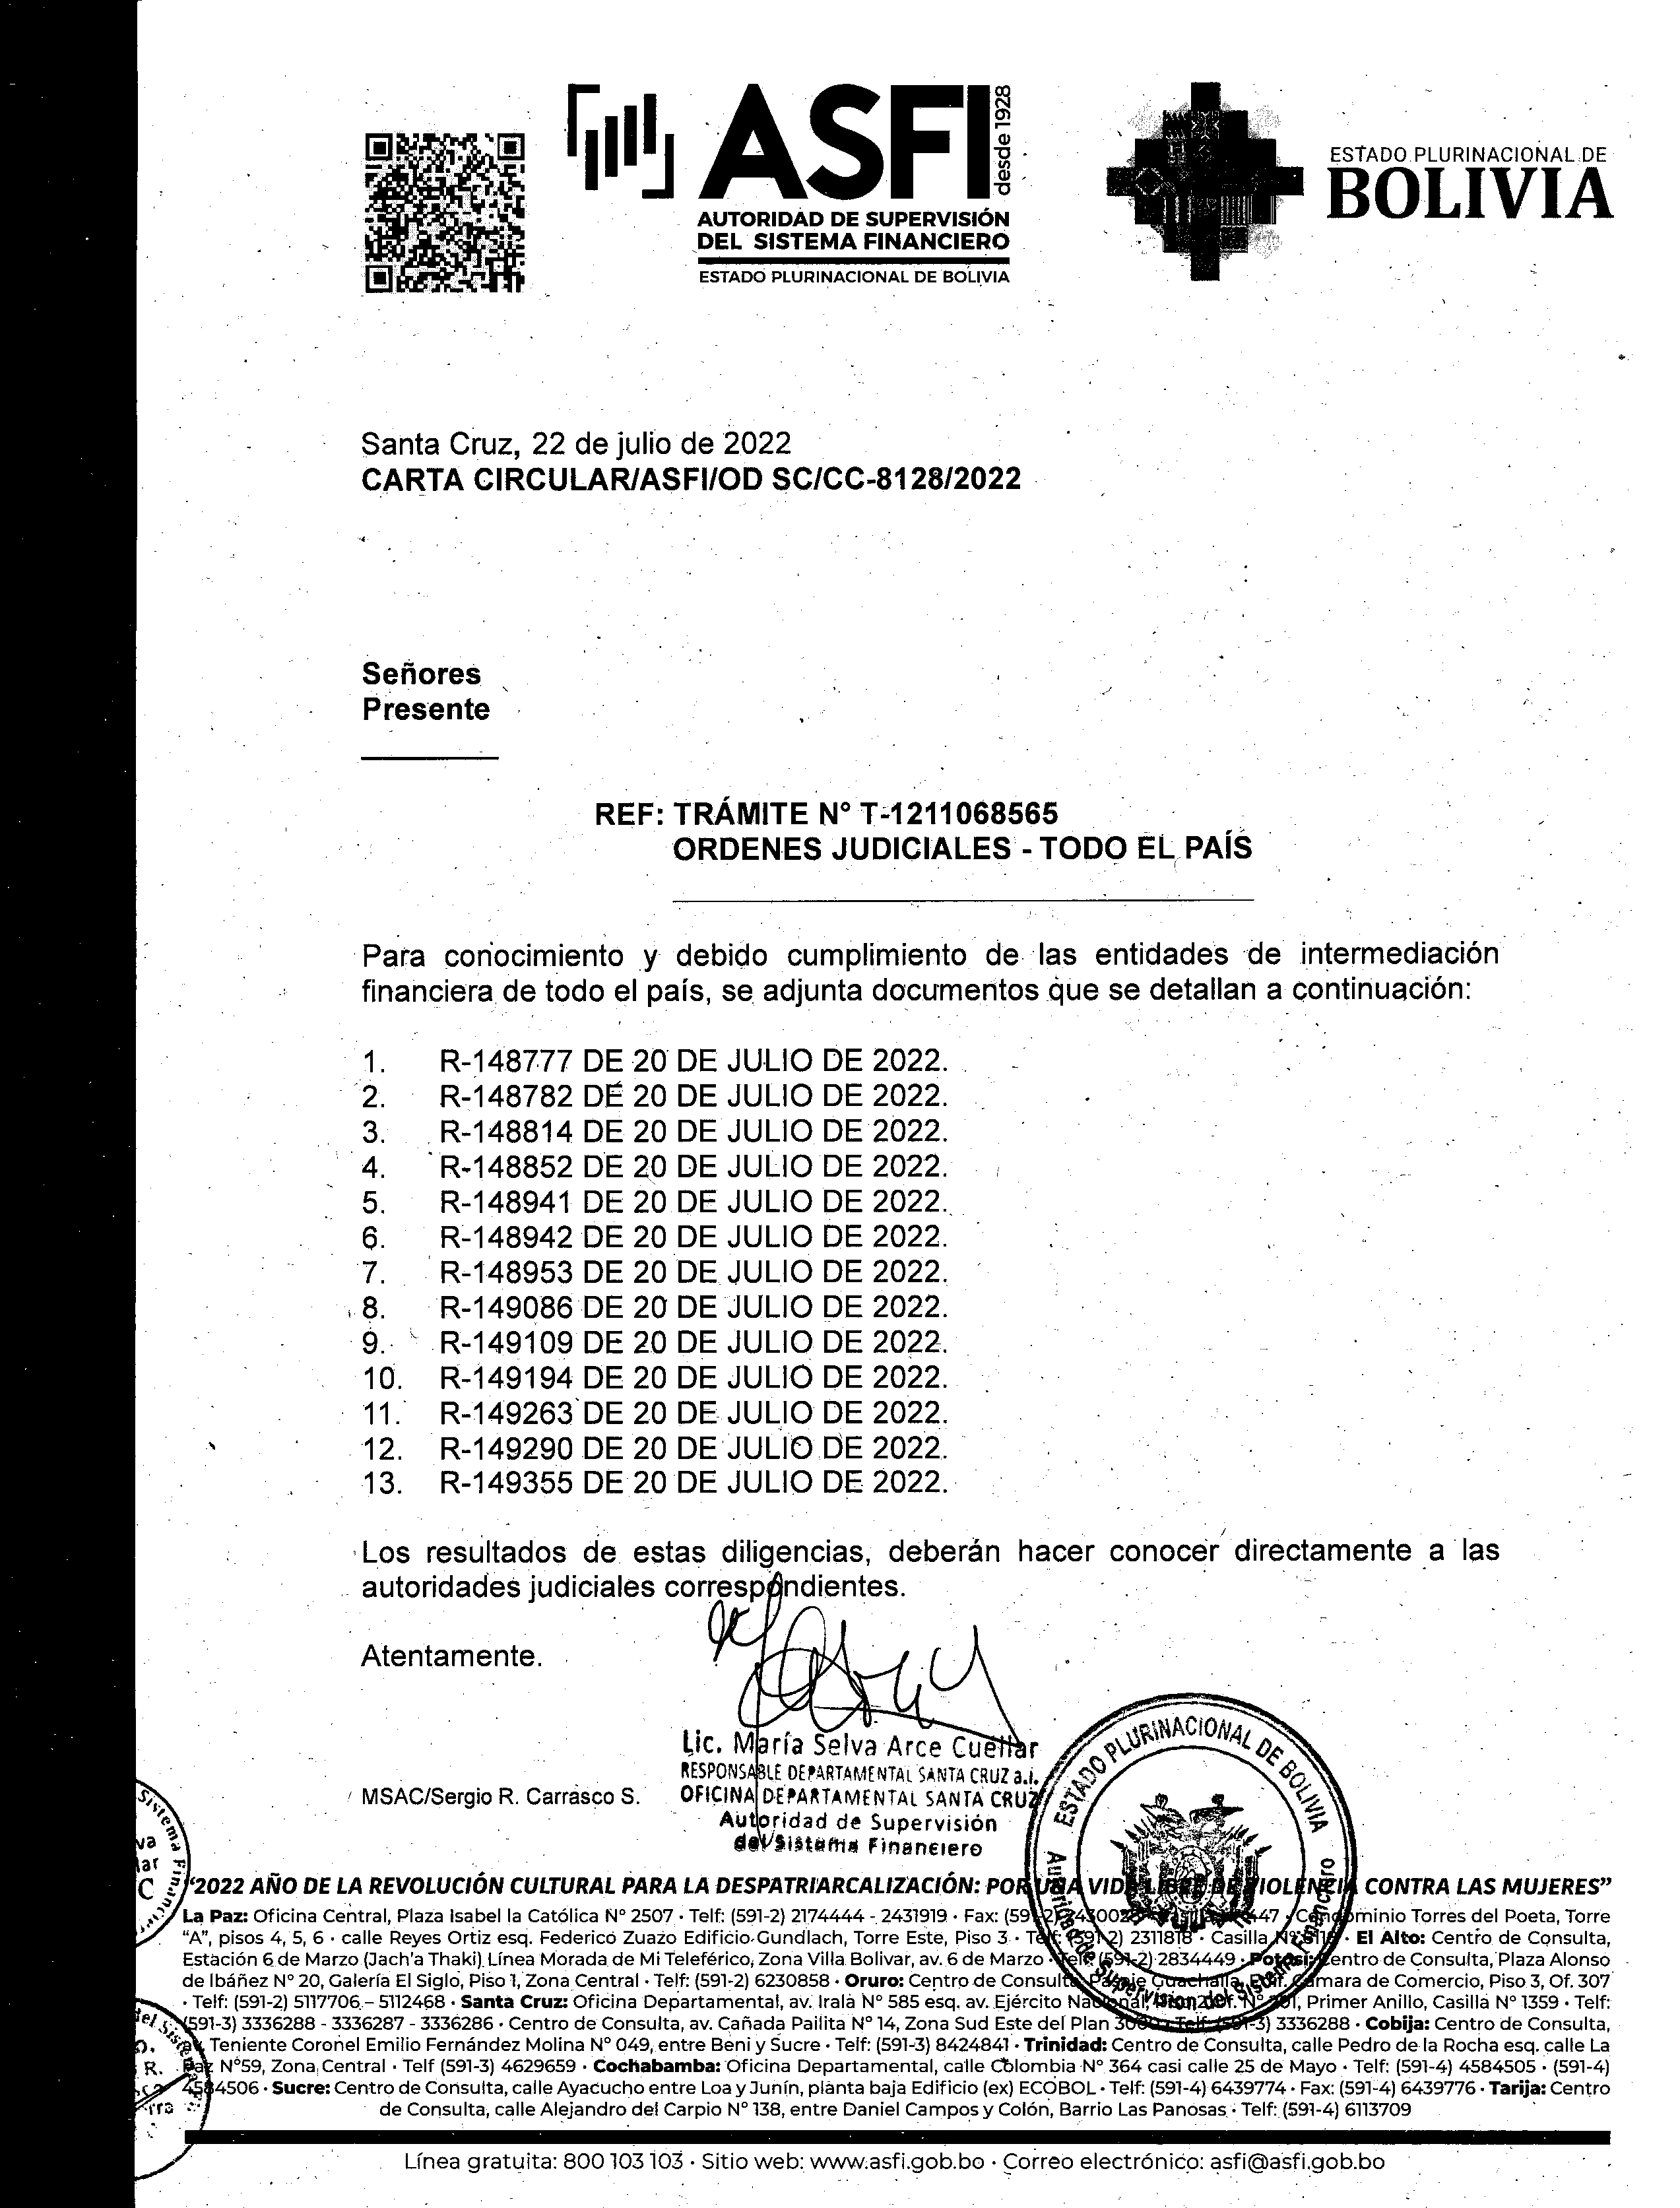 ASFI
desde 1928
AUTORIDAD DE SUPERVISIÓN
DEL SISTEMA FINANCIERO
ESTADO PLURINACIONAL DE BOLIVIA
ESTADO PLURINACIONAL DE
BOLIVIA
Santa Cruz, 22 de julio de 2022
CARTA CIRCULAR/ASFI/OD SC/CC-8128/2022
Señores
Presente
REF: TRÁMITE N° T-1211068565
ORDENES JUDICIALES - TODO EL PAÍS
Para conocimiento y debido cumplimiento de las entidades de intermediación
financiera de todo el país, se adjunta documentos que se detallan a continuación:
1. R-148777 DE 20 DE JULIO DE 2022.
2. R-148782 DE 20 DE JULIO DE 2022.
3. R-148814 DE 20 DE JULIO DE 2022.
4. R-148852 DE 20 DE JULIO DE 2022.
5. R-148941 DE 20 DE JULIO DE 2022.
6. R-148942 DE 20 DE JULIO DE 2022.
7. R-148953 DE 20 DE JULIO DE 2022.
8. R-149086 DE 20 DE JULIO DE 2022.
9. R-149109 DE 20 DE JULIO DE 2022.
10. R-149194 DE 20 DE JULIO DE 2022.
11. R-149263 DE 20 DE JULIO DE 2022.
12. R-149290 DE 20 DE JULIO DE 2022.
13. R-149355 DE 20 DE JULIO DE 2022.
Los resultados de estas diligencias, deberán hacer conocer directamente a las
autoridades judiciales correspondientes.
Atentamente.
Lic. María Selva Arce Cuellar
RESPONSABLE DEPARTAMENTAL SANTA CRUZ a.i.
OFICINA DEPARTAMENTAL SANTA CRUZ
Autoridad de Supervisión
del Sistema Financiero
MSAC/Sergio R. Carrasco S.
ESTADO PLURINACIONAL DE BOLIVIA
Autoridad de Supervision del Sistema Financiero
"2022 AÑO DE LA REVOLUCIÓN CULTURAL PARA LA DESPATRIARCALIZACIÓN: POR UNA VIDA LIBRE DE VIOLENCIA CONTRA LAS MUJERES"
La Paz: Oficina Central, Plaza Isabel la Católica N° 2507 · Telf: (591-2) 2174444 - 2431919 · Fax: Condominio Torres del Poeta, Torre
"A", pisos 4, 5, 6 · calle Reyes Ortiz esq. Federico Zuazo Edificio Gundlach, Torre Este, Piso 3 · Telf: (591-2) 2311818 · Casilla · El Alto: Centro de Consulta,
Estación 6 de Marzo (Jach'a Thaki) Línea Morada de Mi Teleférico, Zona Villa Bolivar, av. 6 de Marzo · Telf: (591-2) 2834449 · Potosí: Centro de Consulta, Plaza Alonso
de Ibáñez N° 20, Galería El Siglo, Piso 1, Zona Central · Telf: (591-2) 6230858 · Oruro: Centro de Consulta, Pasaje Guachalla, Edif. Cámara de Comercio, Piso 3, Of. 307
· Telf: (591-2) 5117706 – 5112468 · Santa Cruz: Oficina Departamental, av. Irala N° 585 esq. av. Ejército Nacional, Primer Anillo, Casilla N° 1359 · Telf:
(591-3) 3336288 - 3336287 - 3336286 · Centro de Consulta, av. Cañada Pailita N° 14, Zona Sud Este del Plan 3000 · Telf: (591-3) 3336288 · Cobija: Centro de Consulta,
Teniente Coronel Emilio Fernández Molina N° 049, entre Beni y Sucre · Telf: (591-3) 8424841 · Trinidad: Centro de Consulta, calle Pedro de la Rocha esq. calle La
Paz N°59, Zona Central · Telf (591-3) 4629659 · Cochabamba: Oficina Departamental, calle Colombia N° 364 casi calle 25 de Mayo · Telf: (591-4) 4584505 · (591-4)
4584506 · Sucre: Centro de Consulta, calle Ayacucho entre Loa y Junín, planta baja Edificio (ex) ECOBOL · Telf: (591-4) 6439774 · Fax: (591-4) 6439776 · Tarija: Centro
de Consulta, calle Alejandro del Carpio N° 138, entre Daniel Campos y Colón, Barrio Las Panosas · Telf: (591-4) 6113709
Línea gratuita: 800 103 103 · Sitio web: www.asfi.gob.bo · Correo electrónico: asfi@asfi.gob.bo